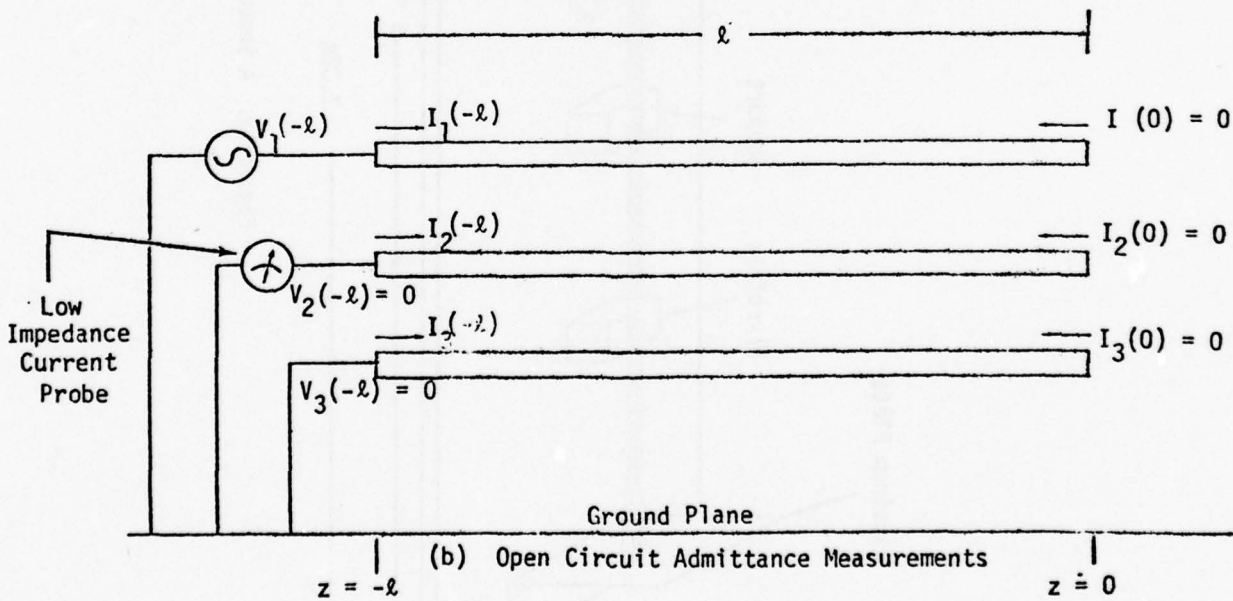 ℓ
V₁(-ℓ)
I₁(-ℓ)
I (0) = 0
I₂(-ℓ)
I₂(0) = 0
V₂(-ℓ) = 0
Low
Impedance
Current
Probe
(-ℓ)
I₃(0) = 0
V₃(-ℓ) = 0
Ground Plane
(b) Open Circuit Admittance Measurements
z = -ℓ
z = 0